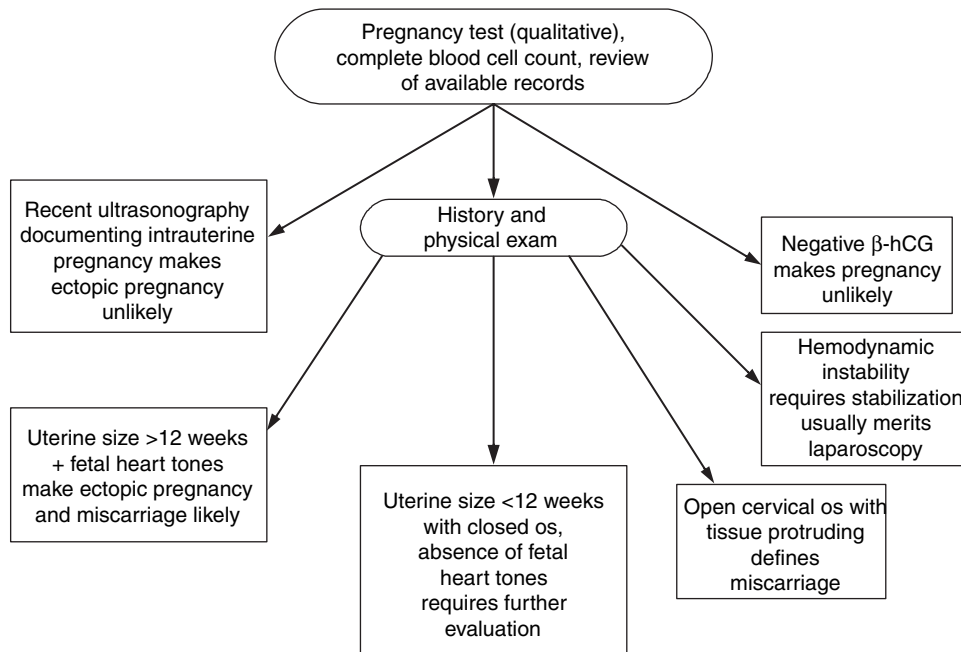 Pregnancy test (qualitative),
complete blood cell count, review
of available records
Recent ultrasonography
documenting intrauterine
pregnancy makes
ectopic pregnancy
unlikely
History and
physical exam
Negative β-hCG
makes pregnancy
unlikely
Hemodynamic
instability
requires stabilization
usually merits
laparoscopy
Uterine size >12 weeks
+ fetal heart tones
make ectopic pregnancy
and miscarriage likely
Uterine size <12 weeks
with closed os,
absence of fetal
heart tones
requires further
evaluation
Open cervical os with
tissue protruding
defines
miscarriage